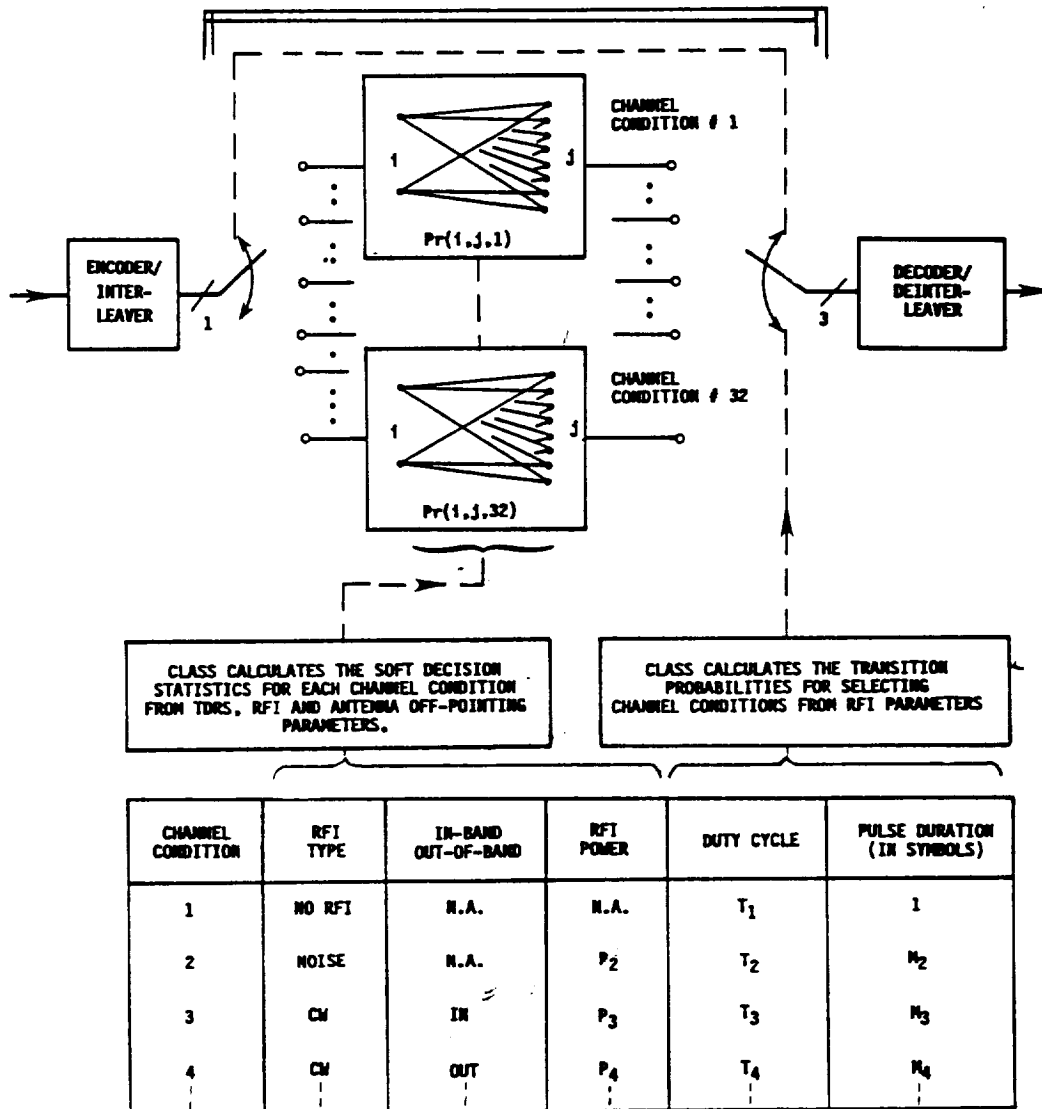 CHANNEL
CONDITION # 1
i
j
Pr(i,j,1)
ENCODER/
INTER-
LEAVER
1
3
DECODER/
DEINTER-
LEAVER
CHANNEL
CONDITION # 32
i
j
Pr(i,j,32)
CLASS CALCULATES THE SOFT DECISION
STATISTICS FOR EACH CHANNEL CONDITION
FROM TDRS, RFI AND ANTENNA OFF-POINTING
PARAMETERS.
CLASS CALCULATES THE TRANSITION
PROBABILITIES FOR SELECTING
CHANNEL CONDITIONS FROM RFI PARAMETERS
CHANNEL CONDITION RFI TYPE IN-BAND OUT-OF-BAND RFI POWER DUTY CYCLE PULSE DURATION (IN SYMBOLS)
1 NO RFI N.A. N.A. T1 1
2 NOISE N.A. P2 T2 M2
3 CW IN P3 T3 M3
4 CW OUT P4 T4 M4